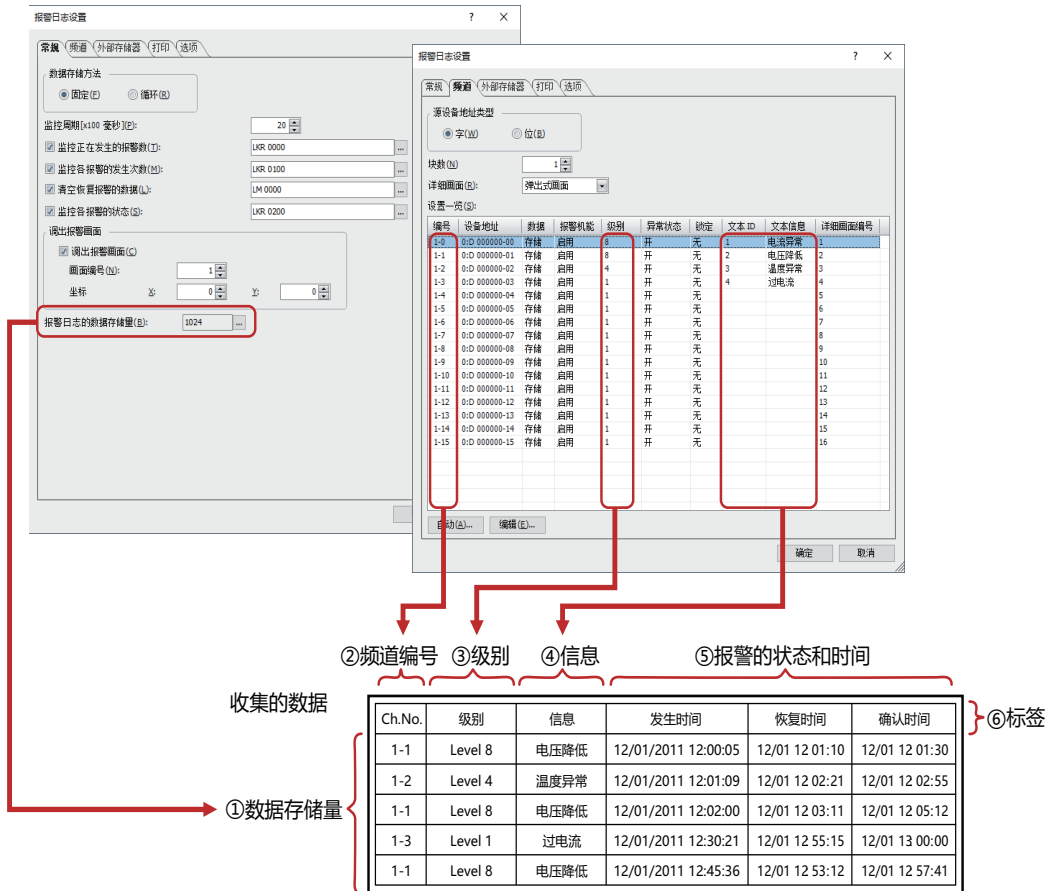 报警日志设置 ? ×
常规 频道 外部存储器 打印 选项
数据存储方法
固定(F) 循环(R)
监控周期[x100 毫秒](P): 20
监控正在发生的报警数(T): LKR 0000 ...
监控各报警的发生次数(M): LKR 0100 ...
清空恢复报警的数据(L): LM 0000 ...
监控各报警的状态(S): LKR 0200 ...
调出报警画面
调出报警画面(C)
画面编号(N): 1
坐标 X: 0 Y: 0
报警日志的数据存储量(B): 1024 ...
报警日志设置 ? ×
常规 频道 外部存储器 打印 选项
源设备地址类型
字(W) 位(B)
块数(N) 1
详细画面(R): 弹出式画面
设置一览(S):
编号 设备地址 数据 报警机能 级别 异常状态 锁定 文本 ID 文本信息 详细画面编号
1-0 0:D 000000-00 存储 启用 8 开 无 1 电流异常 1
1-1 0:D 000000-01 存储 启用 8 开 无 2 电压降低 2
1-2 0:D 000000-02 存储 启用 4 开 无 3 温度异常 3
1-3 0:D 000000-03 存储 启用 1 开 无 4 过电流 4
1-4 0:D 000000-04 存储 启用 1 开 无 5
1-5 0:D 000000-05 存储 启用 1 开 无 6
1-6 0:D 000000-06 存储 启用 1 开 无 7
1-7 0:D 000000-07 存储 启用 1 开 无 8
1-8 0:D 000000-08 存储 启用 1 开 无 9
1-9 0:D 000000-09 存储 启用 1 开 无 10
1-10 0:D 000000-10 存储 启用 1 开 无 11
1-11 0:D 000000-11 存储 启用 1 开 无 12
1-12 0:D 000000-12 存储 启用 1 开 无 13
1-13 0:D 000000-13 存储 启用 1 开 无 14
1-14 0:D 000000-14 存储 启用 1 开 无 15
1-15 0:D 000000-15 存储 启用 1 开 无 16
自动(A)... 编辑(E)...
确定 取消
②频道编号 ③级别 ④信息 ⑤报警的状态和时间
收集的数据
Ch.No. 级别 信息 发生时间 恢复时间 确认时间
⑥标签
1-1 Level 8 电压降低 12/01/2011 12:00:05 12/01 12 01:10 12/01 12 01:30
1-2 Level 4 温度异常 12/01/2011 12:01:09 12/01 12 02:21 12/01 12 02:55
①数据存储量
1-1 Level 8 电压降低 12/01/2011 12:02:00 12/01 12 03:11 12/01 12 05:12
1-3 Level 1 过电流 12/01/2011 12:30:21 12/01 12 55:15 12/01 13 00:00
1-1 Level 8 电压降低 12/01/2011 12:45:36 12/01 12 53:12 12/01 12 57:41